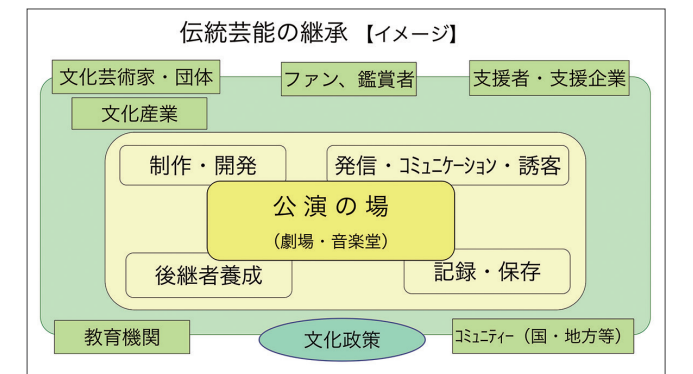 伝統芸能の継承 【イメージ】
文化芸術家・団体
ファン、鑑賞者
支援者・支援企業
文化産業
制作・開発
発信・ｺﾐｭﾆｹｰｼｮﾝ・誘客
公演の場
（劇場・音楽堂）
後継者養成
記録・保存
教育機関
文化政策
ｺﾐｭﾆﾃｨｰ（国・地方等）